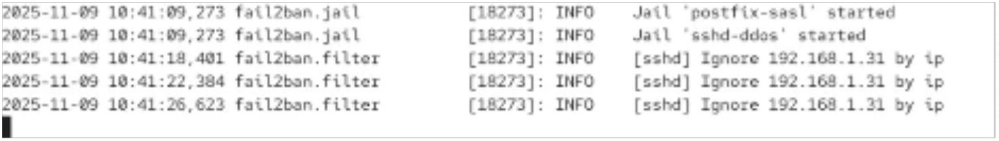 2025-11-09 10:41:09,273 fail2ban.jail [18273]: INFO Jail 'postfix-sasl' started
2025-11-09 10:41:09,273 fail2ban.jail [18273]: INFO Jail 'sshd-ddos' started
2025-11-09 10:41:18,401 fail2ban.filter [18273]: INFO [sshd] Ignore 192.168.1.31 by ip
2025-11-09 10:41:22,384 fail2ban.filter [18273]: INFO [sshd] Ignore 192.168.1.31 by ip
2025-11-09 10:41:26,623 fail2ban.filter [18273]: INFO [sshd] Ignore 192.168.1.31 by ip